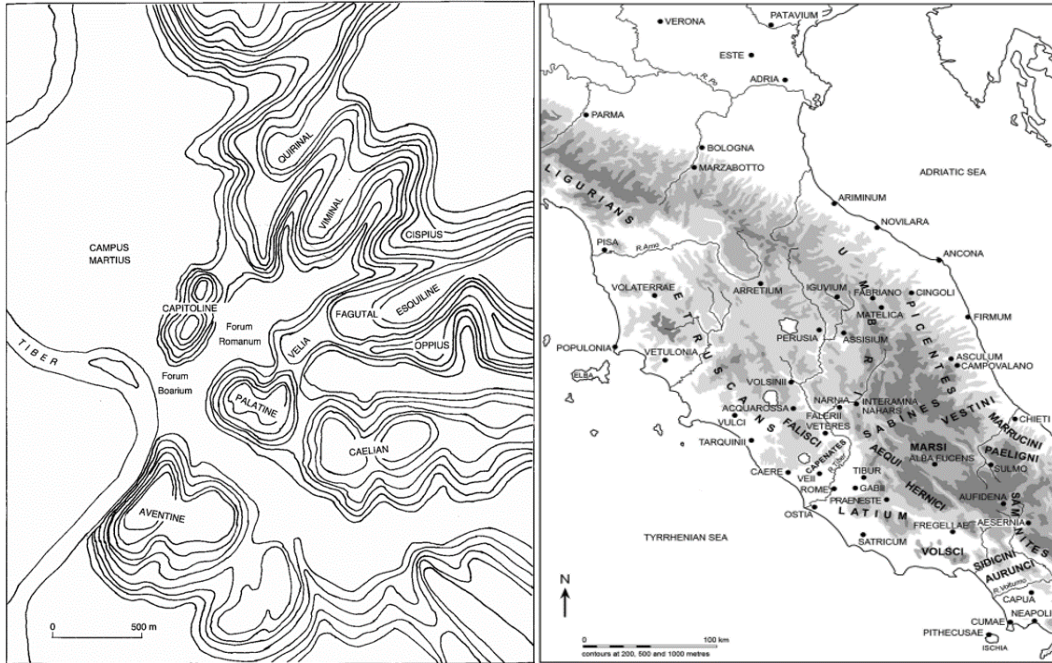 QUIRINAL
VIMINAL
CISPIUS
CAMPUS
MARTIUS
CAPITOLINE
Forum
Romanum
FAGUTAL
ESQUILINE
OPPIUS
VELIA
TIBER
Forum
Boarium
PALATINE
CAELIAN
AVENTINE
0 500 m
VERONA
PATAVIUM
ESTE
R. Po
ADRIA
PARMA
BOLOGNA
MARZABOTTO
ADRIATIC SEA
LIGURIANS
ARIMINUM
NOVILARA
PISA
R. Arno
ANCONA
UMBRI
VOLATERRAE
ARRETIUM
IGUVIUM
FABRIANO
CINGOLI
MATELICA
ETRUSCANS
PICENTES
FIRMUM
PERUSIA
ASSISIUM
POPULONIA
VETULONIA
ELBA
ASCULUM
CAMPOVALANO
VOLSINII
NARNIA
INTERAMNA
NAHARS
ACQUAROSSA
FALERII
VETERES
VULCI
FALISCI
SABINES
VESTINI
CHIETI
MARRUCINI
TARQUINII
CAPENATES
R. Tiber
AEQUI
MARSI
ALBA FUCENS
PAELIGNI
SULMO
CAERE
VEII
TIBUR
ROME
GABII
PRAENESTE
HERNICI
AUFIDENA
OSTIA
LATIUM
SAMNITES
AESERNIA
FREGELLAE
SATRICUM
TYRRHENIAN SEA
VOLSCI
SIDICINI
AURUNCI
R. Volturno
CAPUA
N
NEAPOLI
CUMAE
PITHECUSAE
ISCHIA
0 100 km
contours at 200, 500 and 1000 metres